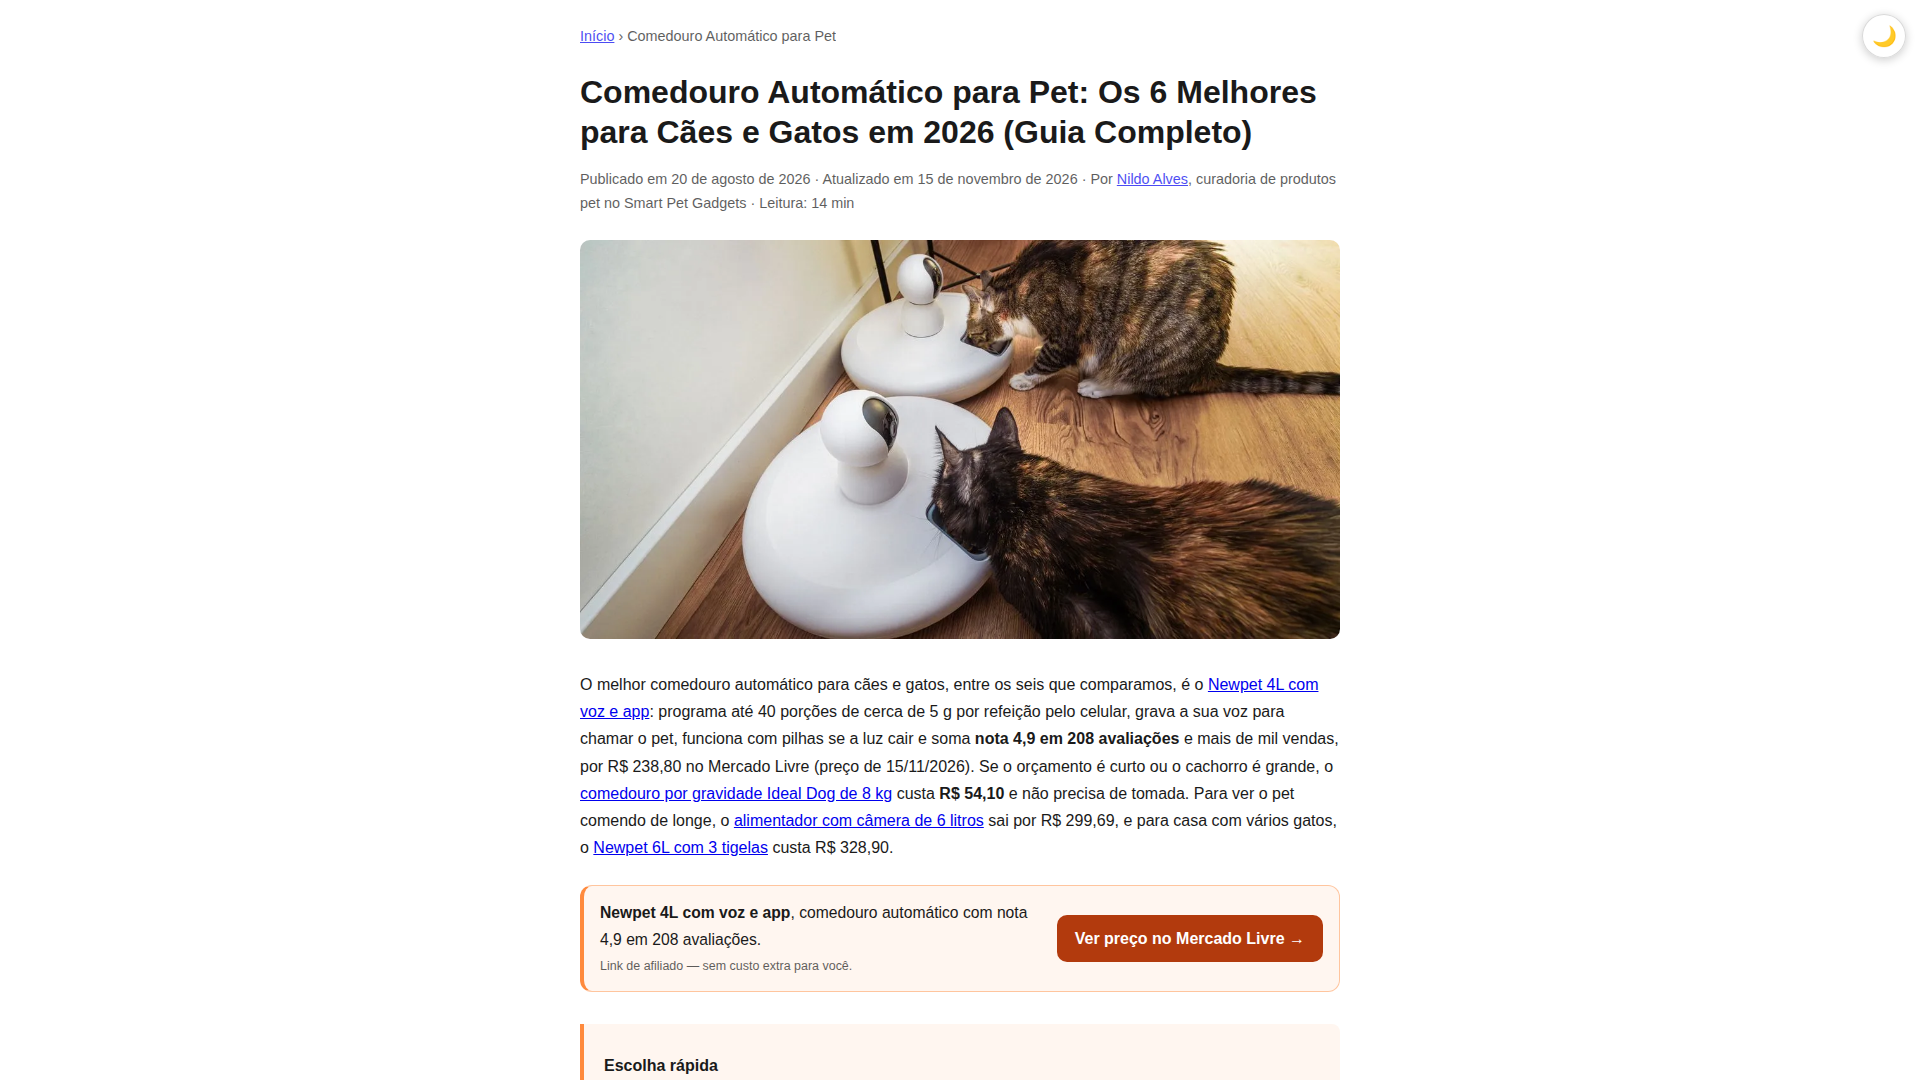 Início › Comedouro Automático para Pet
Comedouro Automático para Pet: Os 6 Melhores
para Cães e Gatos em 2026 (Guia Completo)
Publicado em 20 de agosto de 2026 · Atualizado em 15 de novembro de 2026 · Por Nildo Alves, curadoria de produtos
pet no Smart Pet Gadgets · Leitura: 14 min
O melhor comedouro automático para cães e gatos, entre os seis que comparamos, é o Newpet 4L com
voz e app: programa até 40 porções de cerca de 5 g por refeição pelo celular, grava a sua voz para
chamar o pet, funciona com pilhas se a luz cair e soma nota 4,9 em 208 avaliações e mais de mil vendas,
por R$ 238,80 no Mercado Livre (preço de 15/11/2026). Se o orçamento é curto ou o cachorro é grande, o
comedouro por gravidade Ideal Dog de 8 kg custa R$ 54,10 e não precisa de tomada. Para ver o pet
comendo de longe, o alimentador com câmera de 6 litros sai por R$ 299,69, e para casa com vários gatos,
o Newpet 6L com 3 tigelas custa R$ 328,90.
Newpet 4L com voz e app, comedouro automático com nota
4,9 em 208 avaliações.
Link de afiliado — sem custo extra para você.
Ver preço no Mercado Livre →
Escolha rápida